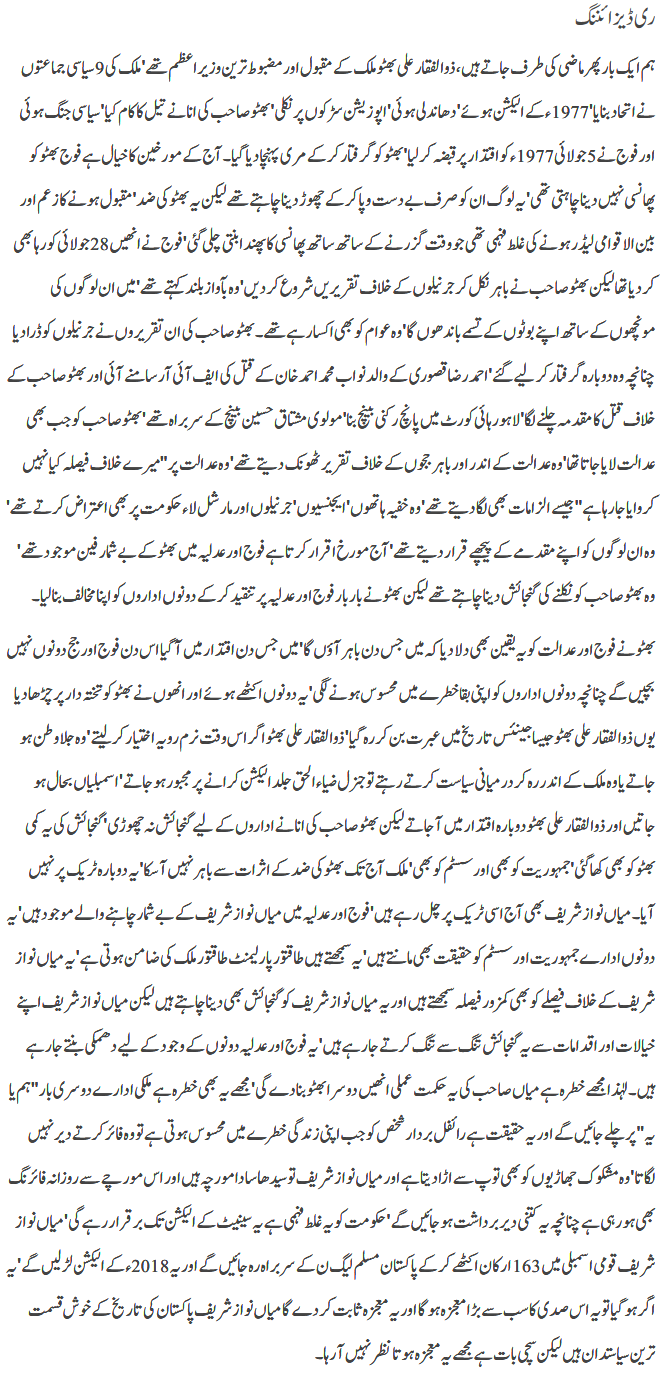 ری ڈیزائننگ
ہم ایک بار پھر ماضی کی طرف جاتے ہیں، ذوالفقار علی بھٹو ملک کے مقبول اور مضبوط ترین وزیراعظم تھے' ملک کی 9 سیاسی جماعتوں
نے اتحاد بنایا' 1977ء کے الیکشن ہوئے' دھاندلی ہوئی' اپوزیشن سڑکوں پر نکلی' بھٹو صاحب کی انا نے تیل کا کام کیا' سیاسی جنگ ہوئی
اور فوج نے 5 جولائی 1977ء کو اقتدار پر قبضہ کر لیا' بھٹو کو گرفتار کر کے مری پہنچا دیا گیا۔ آج کے مورخین کا خیال ہے فوج بھٹو کو
پھانسی نہیں دینا چاہتی تھی' یہ لوگ ان کو صرف بے دست و پا کر کے چھوڑ دینا چاہتے تھے لیکن یہ بھٹو کی ضد' مقبول ہونے کا زعم اور
بین الاقوامی لیڈر ہونے کی غلط فہمی تھی جو وقت گزرنے کے ساتھ ساتھ پھانسی کا پھندا بنتی چلی گئی' فوج نے انھیں 28 جولائی کو رہا بھی
کر دیا تھا لیکن بھٹو صاحب نے باہر نکل کر جرنیلوں کے خلاف تقریریں شروع کر دیں' وہ بآواز بلند کہتے تھے' میں ان لوگوں کی
مونچھوں کے ساتھ اپنے بوٹوں کے تسمے باندھوں گا' وہ عوام کو بھی اکسا رہے تھے۔ بھٹو صاحب کی ان تقریروں نے جرنیلوں کو ڈرا دیا
چنانچہ وہ دوبارہ گرفتار کر لیے گئے' احمد رضا قصوری کے والد نواب محمد احمد خان کے قتل کی ایف آئی آر سامنے آئی اور بھٹو صاحب کے
خلاف قتل کا مقدمہ چلنے لگا' لاہور ہائی کورٹ میں پانچ رکنی بینچ بنا' مولوی مشتاق حسین بینچ کے سربراہ تھے' بھٹو صاحب کو جب بھی
عدالت لایا جاتا تھا' وہ عدالت کے اندر اور باہر ججوں کے خلاف تقریر ٹھونک دیتے تھے' وہ عدالت پر ''میرے خلاف فیصلہ کیا نہیں
کروایا جا رہا ہے'' جیسے الزامات بھی لگا دیتے تھے' وہ خفیہ ہاتھوں' ایجنسیوں' جرنیلوں اور مارشل لاء حکومت پر بھی اعتراض کرتے تھے'
وہ ان لوگوں کو اپنے مقدمے کے پیچھے قرار دیتے تھے' آج مورخ اقرار کرتا ہے فوج اور عدلیہ میں بھٹو کے بے شمار فین موجود تھے'
وہ بھٹو صاحب کو نکلنے کی گنجائش دینا چاہتے تھے لیکن بھٹو نے بار بار فوج اور عدلیہ پر تنقید کر کے دونوں اداروں کو اپنا مخالف بنا لیا۔
بھٹو نے فوج اور عدالت کو یہ یقین بھی دلا دیا کہ میں جس دن باہر آؤں گا' میں جس دن اقتدار میں آ گیا اس دن فوج اور جج دونوں نہیں
بچیں گے چنانچہ دونوں اداروں کو اپنی بقا خطرے میں محسوس ہونے لگی' یہ دونوں اکٹھے ہوئے اور انھوں نے بھٹو کو تختہ دار پر چڑھا دیا
یوں ذوالفقار علی بھٹو جیسا جینئس تاریخ میں عبرت بن کر رہ گیا' ذوالفقار علی بھٹو اگر اس وقت نرم رویہ اختیار کر لیتے' وہ جلاوطن ہو
جاتے یا وہ ملک کے اندر رہ کر درمیانی سیاست کرتے رہتے تو جنرل ضیاء الحق جلد الیکشن کرانے پر مجبور ہو جاتے' اسمبلیاں بحال ہو
جاتیں اور ذوالفقار علی بھٹو دوبارہ اقتدار میں آ جاتے لیکن بھٹو صاحب کی انا نے اداروں کے لیے گنجائش نہ چھوڑی' گنجائش کی یہ کمی
بھٹو کو بھی کھا گئی' جمہوریت کو بھی اور سسٹم کو بھی' ملک آج تک بھٹو کی ضد کے اثرات سے باہر نہیں آ سکا' یہ دوبارہ ٹریک پر نہیں
آیا۔ میاں نواز شریف بھی آج اسی ٹریک پر چل رہے ہیں' فوج اور عدلیہ میں میاں نواز شریف کے بے شمار چاہنے والے موجود ہیں' یہ
دونوں ادارے جمہوریت اور سسٹم کو حقیقت بھی مانتے ہیں' یہ سمجھتے ہیں طاقتور پارلیمنٹ طاقتور ملک کی ضامن ہوتی ہے' یہ میاں نواز
شریف کے خلاف فیصلے کو بھی کمزور فیصلہ سمجھتے ہیں اور یہ میاں نواز شریف کو گنجائش بھی دینا چاہتے ہیں لیکن میاں نواز شریف اپنے
خیالات اور اقدامات سے یہ گنجائش تنگ سے تنگ کرتے جا رہے ہیں' یہ فوج اور عدلیہ دونوں کے وجود کے لیے دھمکی بنتے جا رہے
ہیں۔ لہٰذا مجھے خطرہ ہے میاں صاحب کی یہ حکمت عملی انھیں دوسرا بھٹو بنا دے گی' مجھے یہ بھی خطرہ ہے ملکی ادارے دوسری بار ''ہم یا
یہ'' پر چلے جائیں گے اور یہ حقیقت ہے رائفل بردار شخص کو جب اپنی زندگی خطرے میں محسوس ہوتی ہے تو وہ فائر کرتے دیر نہیں
لگاتا' وہ مشکوک جھاڑیوں کو بھی توپ سے اڑا دیتا ہے اور میاں نواز شریف تو سیدھا سادا مورچہ ہیں اور اس مورچے سے روزانہ فائرنگ
بھی ہو رہی ہے چنانچہ یہ کتنی دیر برداشت ہو جائیں گے' حکومت کو یہ غلط فہمی ہے یہ سینیٹ کے الیکشن تک برقرار رہے گی' میاں نواز
شریف قومی اسمبلی میں 163 ارکان اکٹھے کر کے پاکستان مسلم لیگ ن کے سربراہ رہ جائیں گے اور یہ 2018ء کے الیکشن لڑ لیں گے' یہ
اگر ہو گیا تو یہ اس صدی کا سب سے بڑا معجزہ ہو گا اور یہ معجزہ ثابت کر دے گا میاں نواز شریف پاکستان کی تاریخ کے خوش قسمت
ترین سیاستدان ہیں لیکن سچی بات ہے مجھے یہ معجزہ ہوتا نظر نہیں آ رہا۔